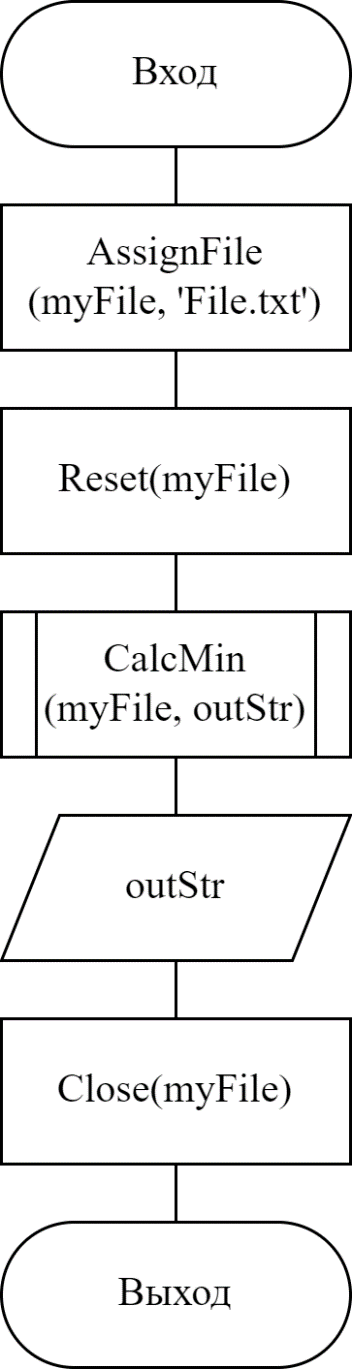 Вход
AssignFile
(myFile, 'File.txt')
Reset(myFile)
CalcMin
(myFile, outStr)
outStr
Close(myFile)
Выход